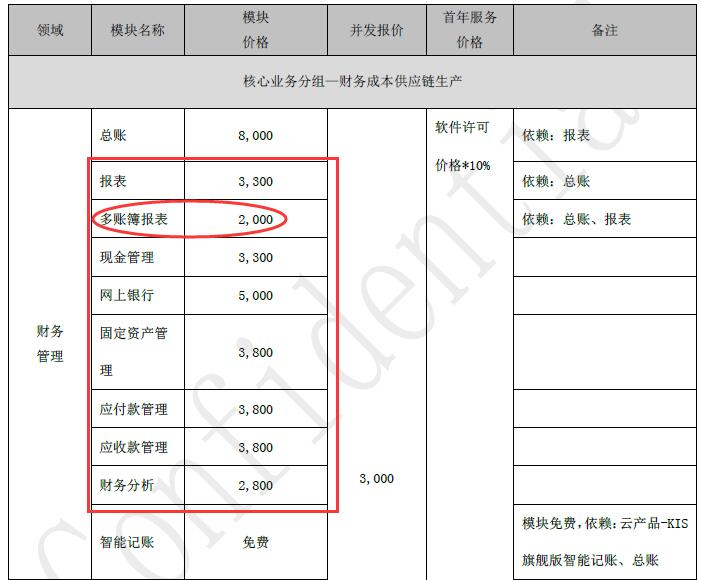 领域
模块名称
模块
价格
并发报价
首年服务
价格
备注
核心业务分组—财务成本供应链生产
财务
管理
总账
8,000
软件许可
价格*10%
依赖：报表
报表
3,300
依赖：总账
多账簿报表
2,000
依赖：总账、报表
现金管理
3,300
网上银行
5,000
固定资产管
理
3,800
应付款管理
3,800
应收款管理
3,800
财务分析
2,800
3,000
智能记账
免费
模块免费，依赖：云产品-KIS
旗舰版智能记账、总账
Confidential